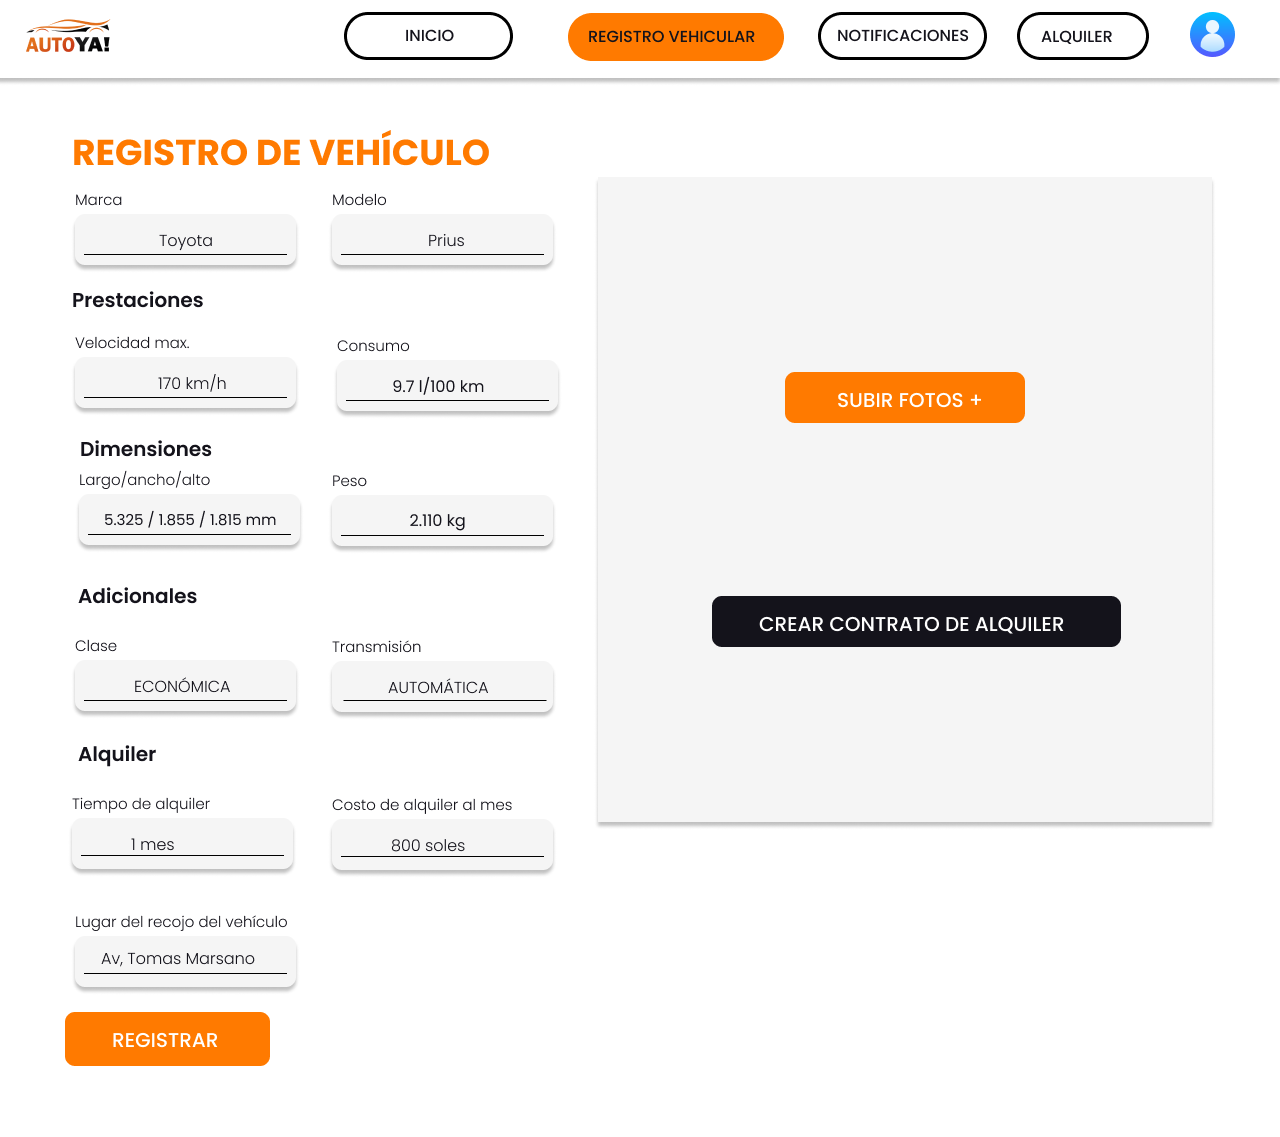 AUTOYA!
INICIO
REGISTRO VEHICULAR
NOTIFICACIONES
ALQUILER
REGISTRO DE VEHÍCULO
Marca
Modelo
Toyota
Prius
Prestaciones
Velocidad max.
Consumo
170 km/h
9.7 l/100 km
Dimensiones
Largo/ancho/alto
Peso
5.325 / 1.855 / 1.815 mm
2.110 kg
Adicionales
Clase
Transmisión
ECONÓMICA
AUTOMÁTICA
Alquiler
Tiempo de alquiler
Costo de alquiler al mes
1 mes
800 soles
Lugar del recojo del vehículo
Av, Tomas Marsano
REGISTRAR
SUBIR FOTOS +
CREAR CONTRATO DE ALQUILER